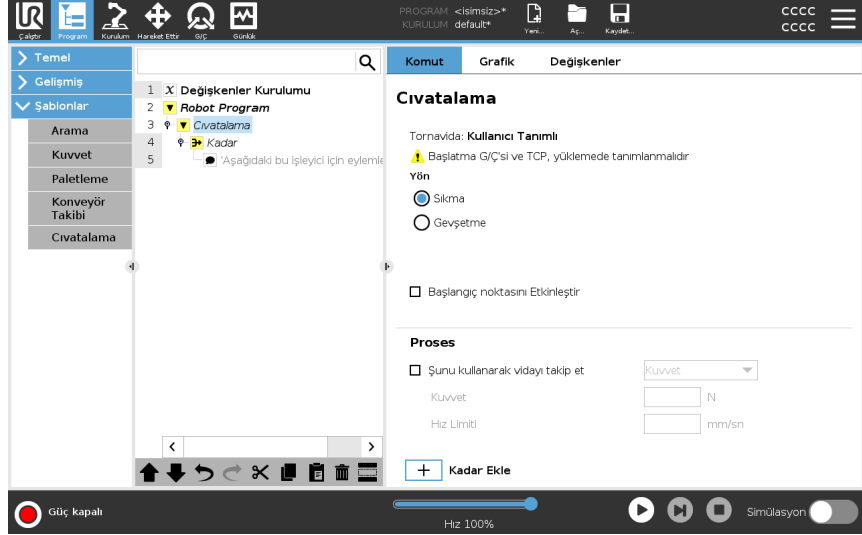 UR
PROGRAM <isimsiz>*
KURULUM default*
CCCC
CCCC
Çalıştır Program Kurulum Hareket Ettir G/Ç Günlük Yeni... Aç... Kaydet...
Temel
Gelişmiş
Şablonlar
Arama
Kuvvet
Paletleme
Konveyör
Takibi
Cıvatalama
1 X Değişkenler Kurulumu
2 Robot Program
3 Cıvatalama
4 Kadar
5 'Aşağıdaki bu işleyici için eylemle
Komut Grafik Değişkenler
Cıvatalama
Tornavida: Kullanıcı Tanımlı
Başlatma G/Ç'si ve TCP, yüklemede tanımlanmalıdır
Yön
Sıkma
Gevşetme
Başlangıç noktasını Etkinleştir
Proses
Şunu kullanarak vidayı takip et Kuvvet
Kuvvet N
Hız Limiti mm/sn
+ Kadar Ekle
Güç kapalı
Hız 100%
Simülasyon